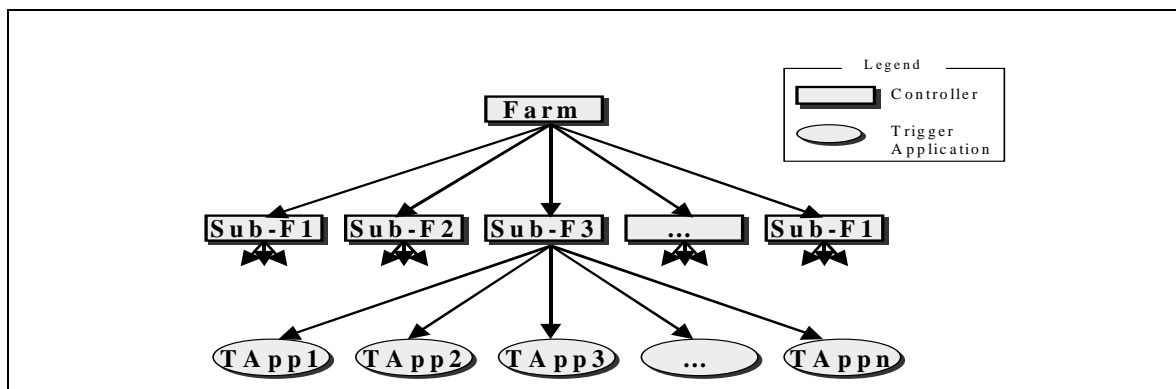 Legend
Controller
Trigger
Application
Farm
Sub-F1 Sub-F2 Sub-F3 ... Sub-F1
TApp1 TApp2 TApp3 ... TAppn